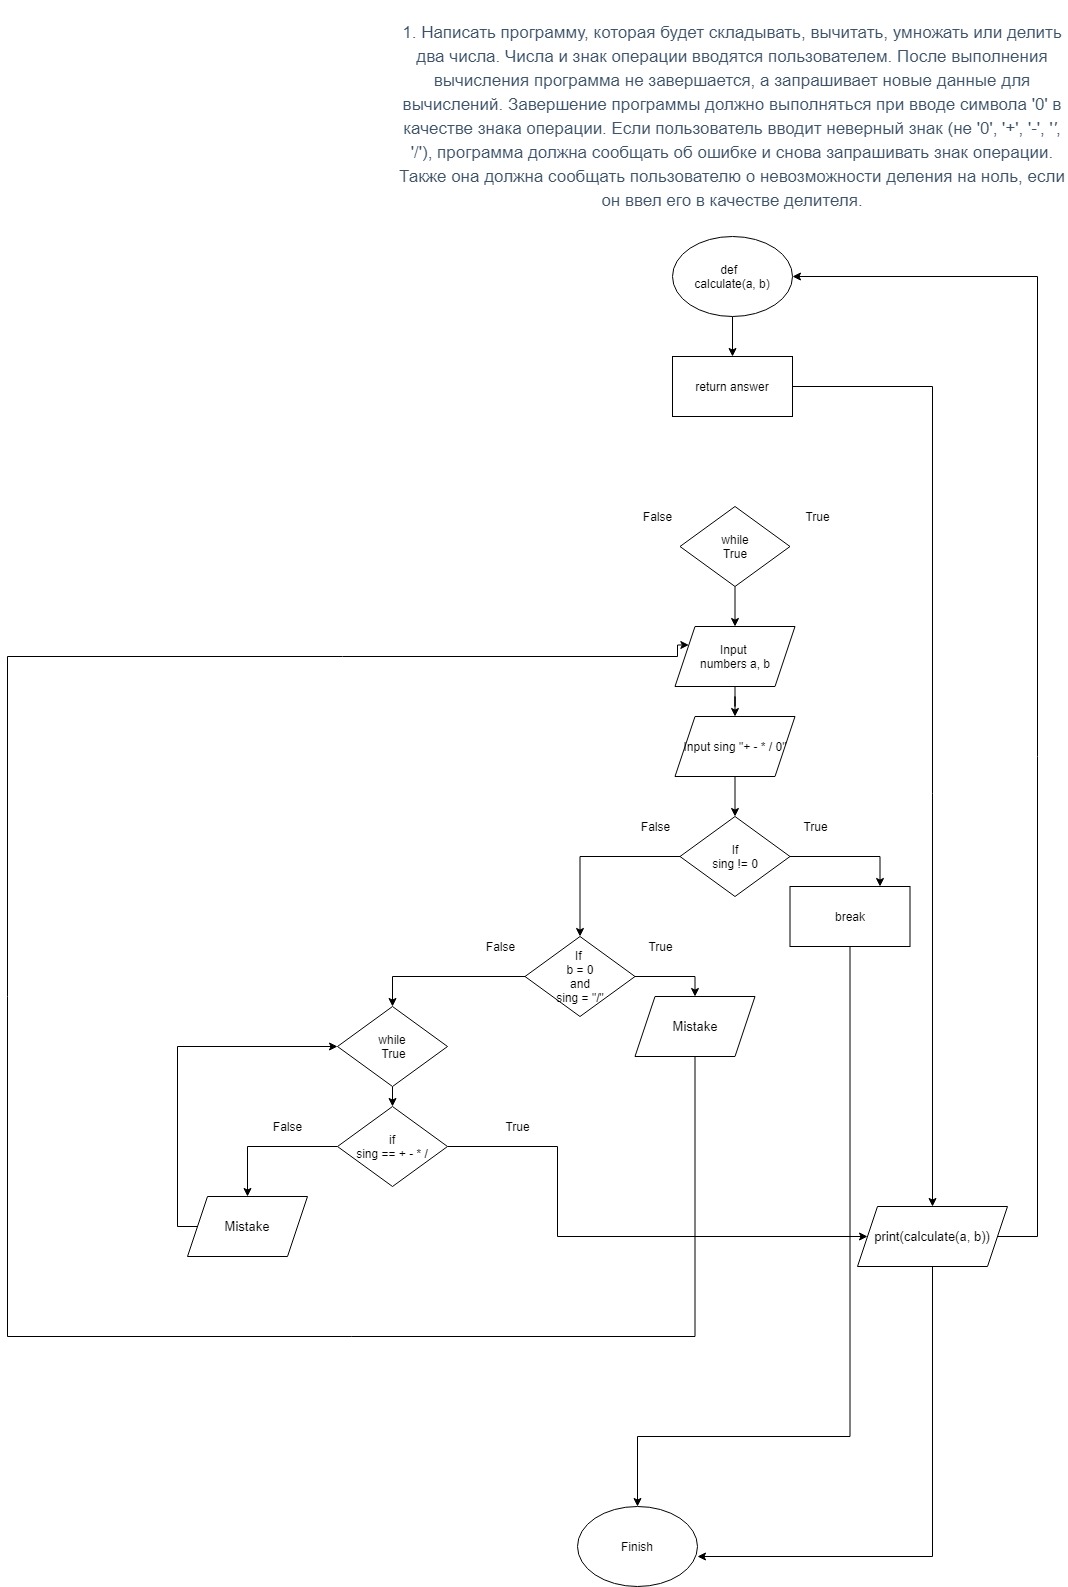 1. Написать программу, которая будет складывать, вычитать, умножать или делить
два числа. Числа и знак операции вводятся пользователем. После выполнения
вычисления программа не завершается, а запрашивает новые данные для
вычислений. Завершение программы должно выполняться при вводе символа '0' в
качестве знака операции. Если пользователь вводит неверный знак (не '0', '+', '-', '',
'/'), программа должна сообщать об ошибке и снова запрашивать знак операции.
Также она должна сообщать пользователю о невозможности деления на ноль, если
он ввел его в качестве делителя.
def
calculate(a, b)
return answer
False
True
while
True
Input
numbers a, b
Input sing "+ - * / 0"
False
True
If
sing != 0
break
False
True
If
b = 0
and
sing = "/"
Mistake
while
True
False
True
if
sing == + - * /
Mistake
print(calculate(a, b))
Finish